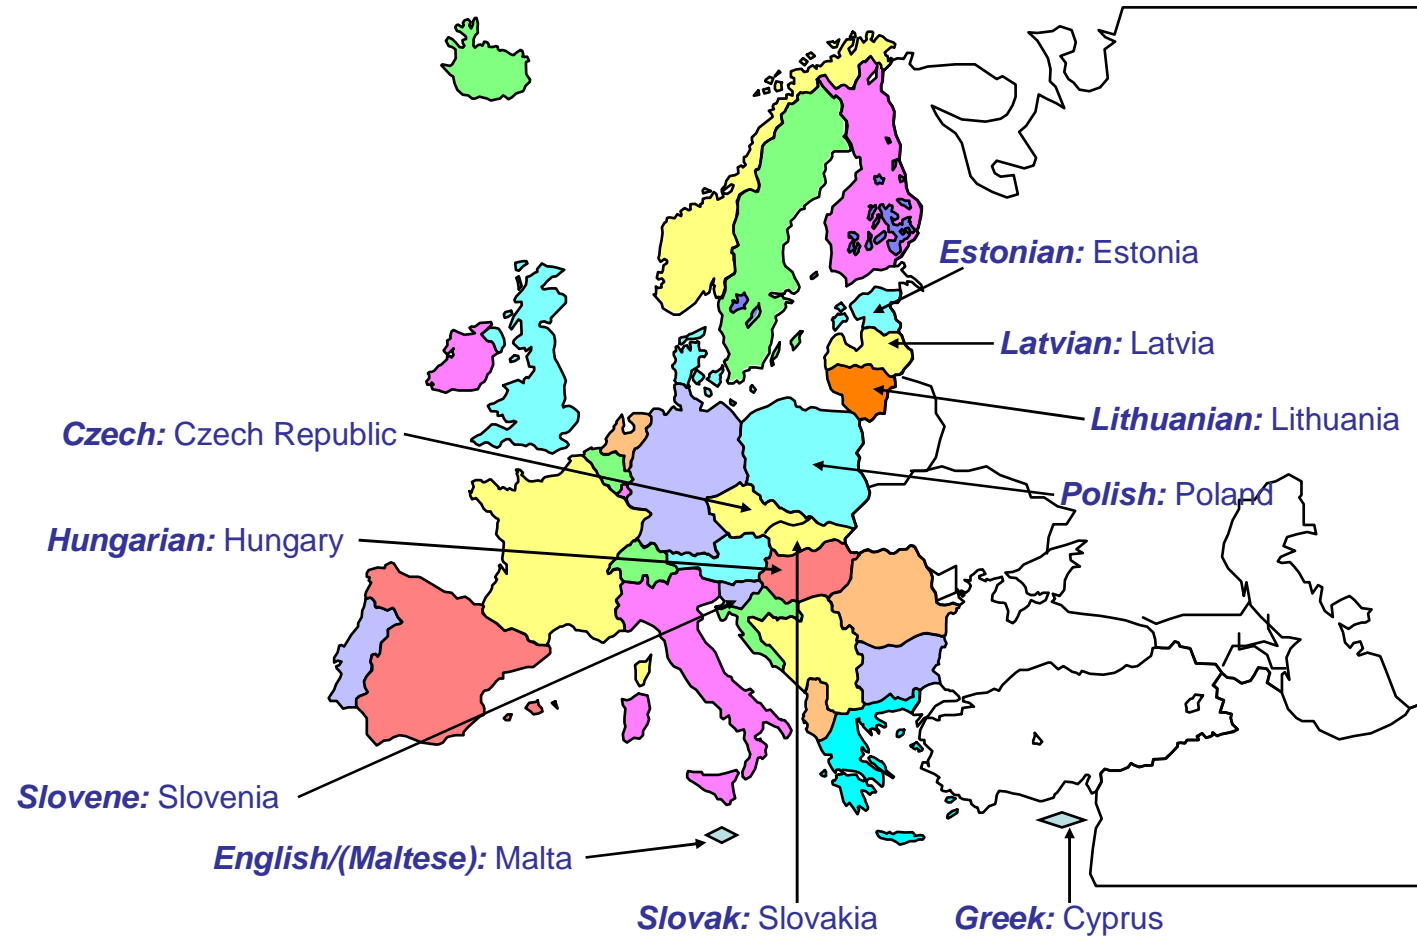 Estonian: Estonia
Latvian: Latvia
Lithuanian: Lithuania
Czech: Czech Republic
Polish: Poland
Hungarian: Hungary
Slovene: Slovenia
English/(Maltese): Malta
Slovak: Slovakia
Greek: Cyprus